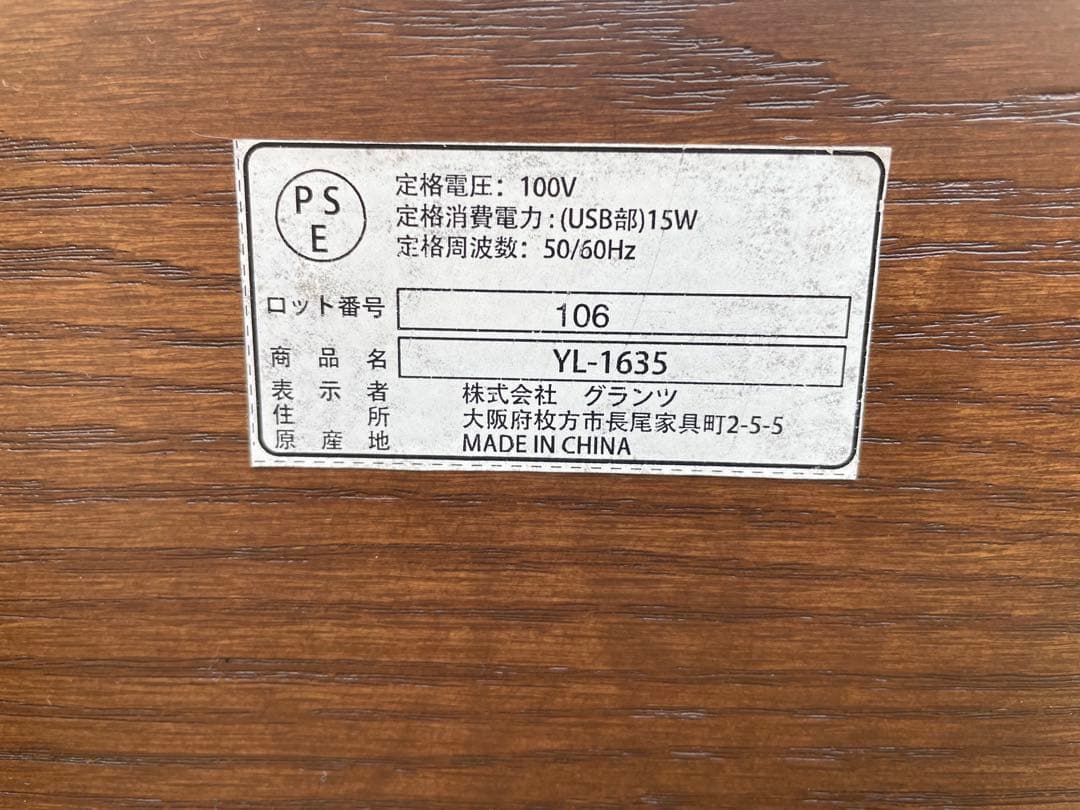 PS
E
定格電圧：100V
定格消費電力：(USB部)15W
定格周波数：50/60Hz
ロット番号 106
商品名 YL-1635
表示者 株式会社 グランツ
住所 大阪府枚方市長尾家具町2-5-5
原産地 MADE IN CHINA